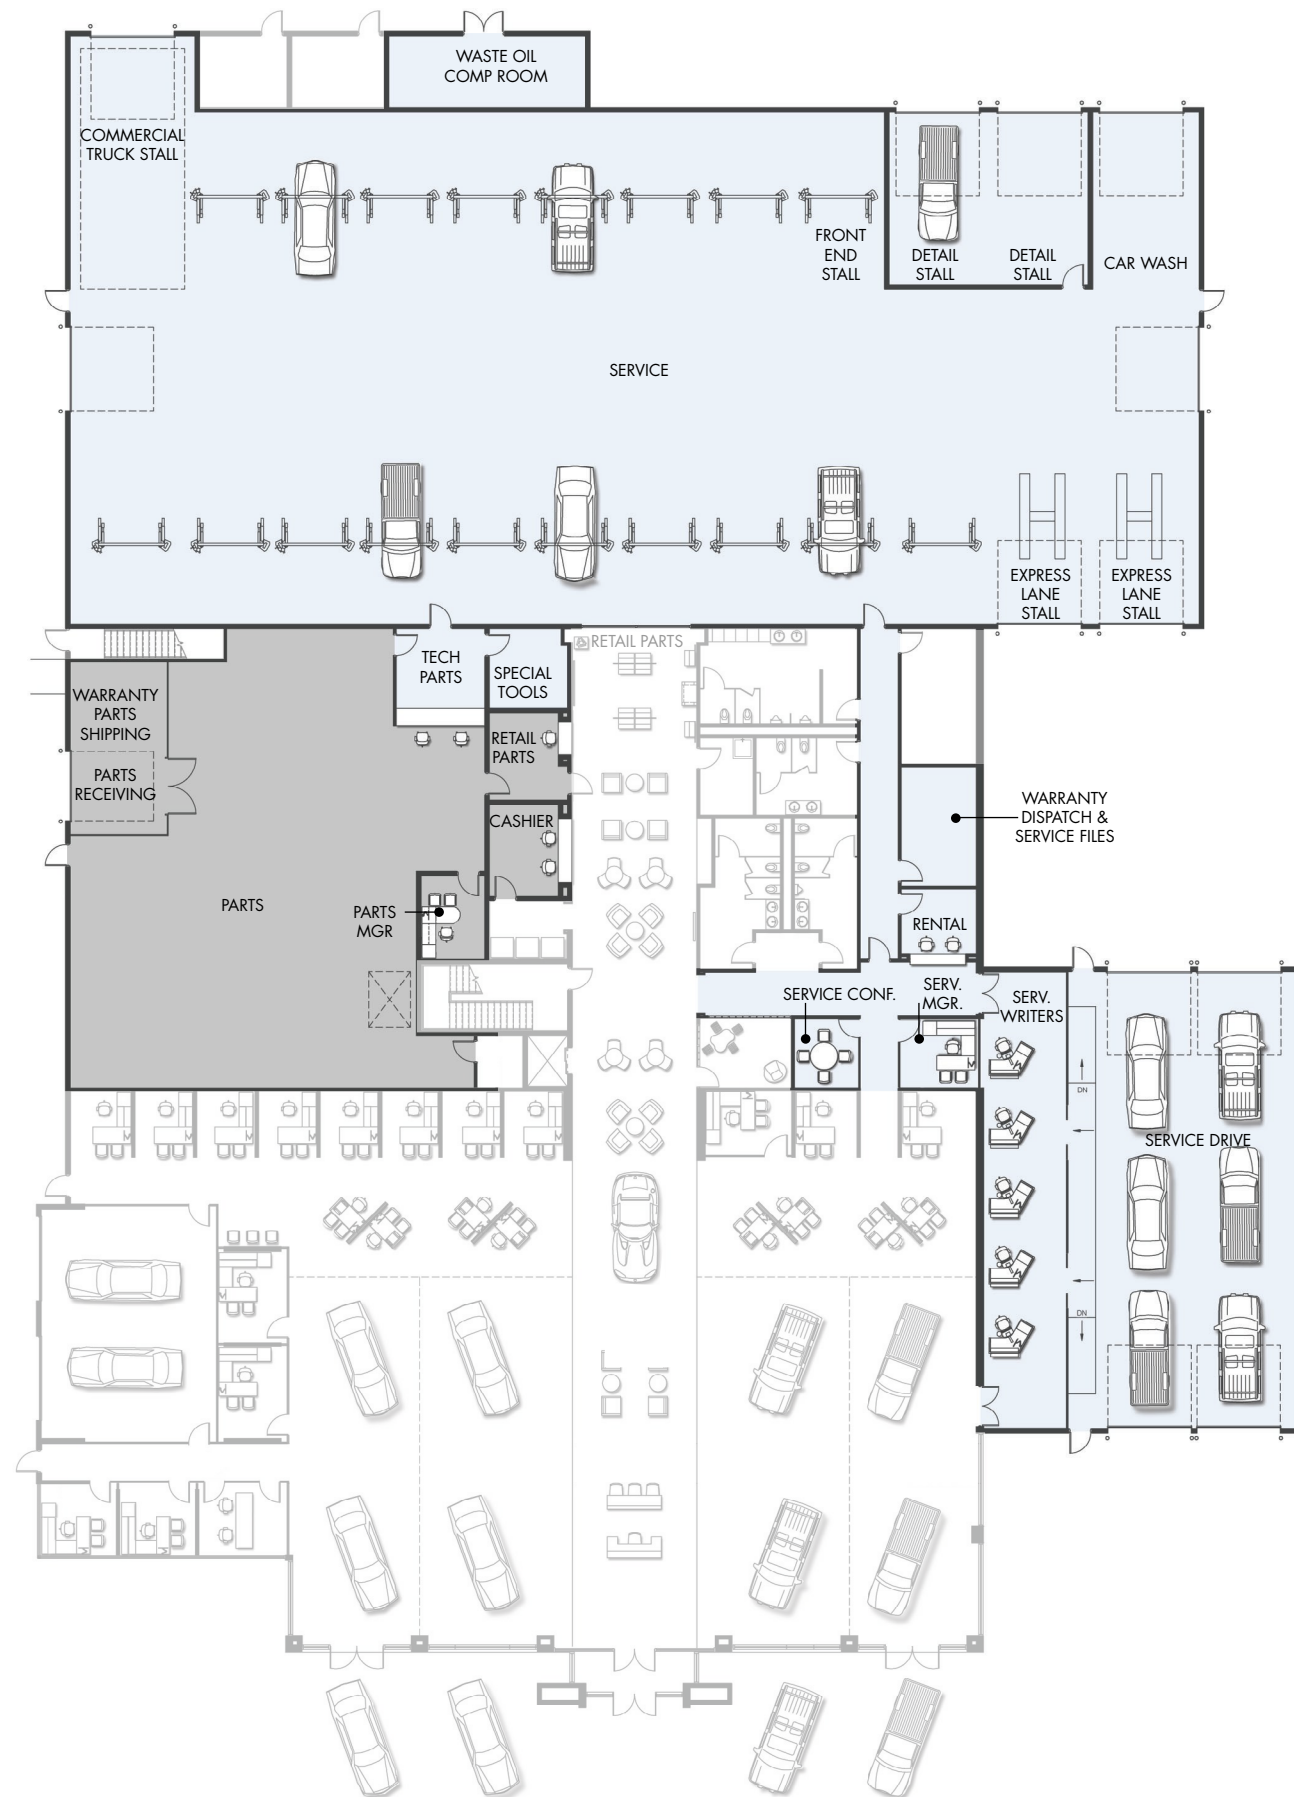 WASTE OIL
COMP ROOM
COMMERCIAL
TRUCK STALL
FRONT
END
STALL
DETAIL
STALL
DETAIL
STALL
CAR WASH
SERVICE
EXPRESS
LANE
STALL
EXPRESS
LANE
STALL
RETAIL PARTS
TECH
PARTS
SPECIAL
TOOLS
WARRANTY
PARTS
SHIPPING
RETAIL
PARTS
PARTS
RECEIVING
CASHIER
WARRANTY
DISPATCH &
SERVICE FILES
PARTS
PARTS
MGR
RENTAL
SERVICE CONF.
SERV.
MGR.
SERV.
WRITERS
DN
SERVICE DRIVE
DN